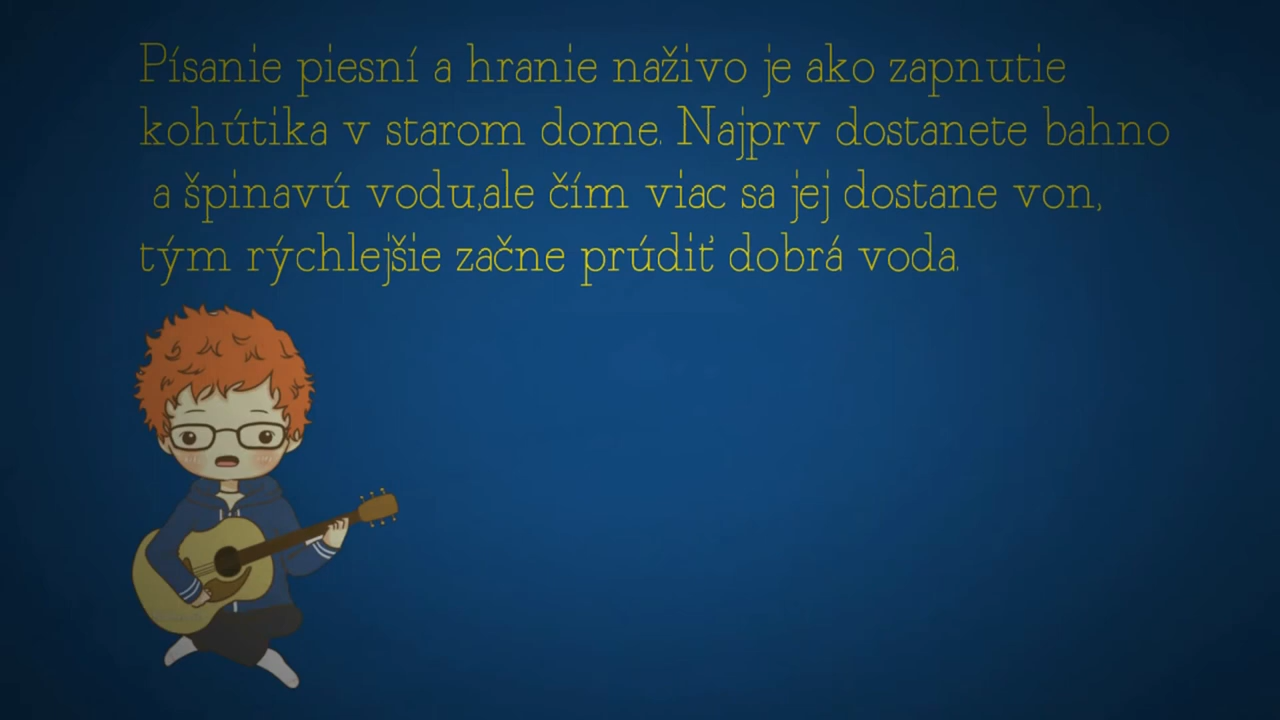 Písanie piesní a hranie naživo je ako zapnutie
kohútika v starom dome. Najprv dostanete bahno
a špinavú vodu,ale čím viac sa jej dostane von,
tým rýchlejšie začne prúdiť dobrá voda.